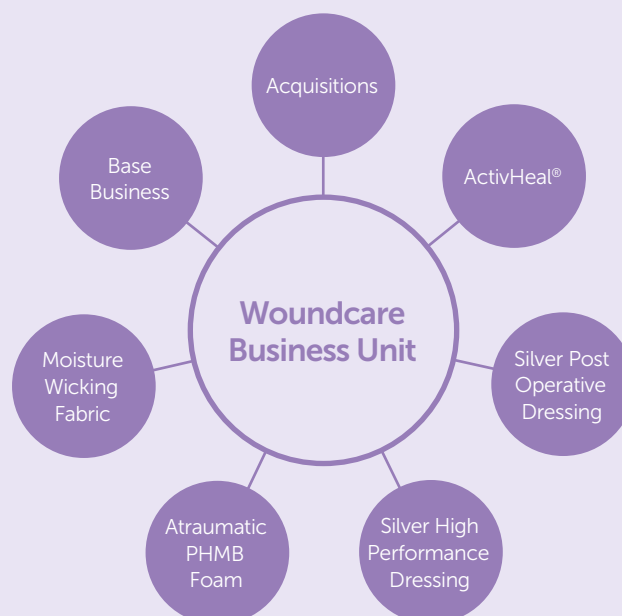 Acquisitions
ActivHeal®
Base
Business
Woundcare
Business Unit
Moisture
Wicking
Fabric
Silver Post
Operative
Dressing
Atraumatic
PHMB
Foam
Silver High
Performance
Dressing